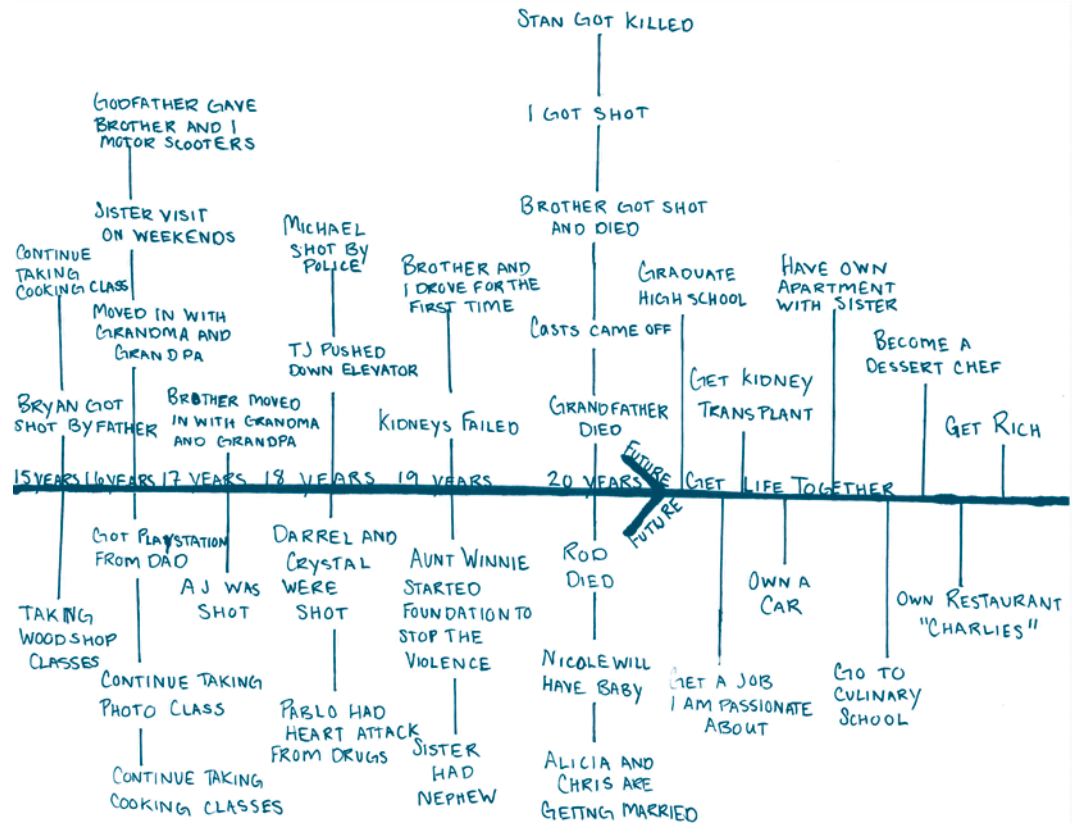 STAN GOT KILLED
I GOT SHOT
BROTHER GOT SHOT
AND DIED
CASTS CAME OFF
GRANDFATHER
DIED
GODFATHER GAVE
BROTHER AND I
MOTOR SCOOTERS
SISTER VISIT
ON WEEKENDS
MOVED IN WITH
GRANDMA AND
GRANDPA
CONTINUE
TAKING
COOKING CLASS
BRYAN GOT
SHOT BY FATHER
BROTHER MOVED
IN WITH GRANDMA
AND GRANDPA
MICHAEL
SHOT BY
POLICE
TJ PUSHED
DOWN ELEVATOR
BROTHER AND
I DROVE FOR THE
FIRST TIME
KIDNEYS FAILED
GRADUATE
HIGH SCHOOL
GET KIDNEY
TRANSPLANT
HAVE OWN
APARTMENT
WITH SISTER
BECOME A
DESSERT CHEF
GET RICH
15 YEARS 16 YEARS 17 YEARS 18 YEARS 19 YEARS 20 YEARS FUTURE GET LIFE TOGETHER
FUTURE
TAKING
WOODSHOP
CLASSES
GOT PLAYSTATION
FROM DAD
CONTINUE TAKING
PHOTO CLASS
CONTINUE TAKING
COOKING CLASSES
AJ WAS
SHOT
DARREL AND
CRYSTAL
WERE
SHOT
PABLO HAD
HEART ATTACK
FROM DRUGS
AUNT WINNIE
STARTED
FOUNDATION TO
STOP THE
VIOLENCE
SISTER
HAD
NEPHEW
ROD
DIED
NICOLE WILL
HAVE BABY
ALICIA AND
CHRIS ARE
GETTNG MARRIED
GET A JOB
I AM PASSIONATE
ABOUT
OWN A
CAR
GO TO
CULINARY
SCHOOL
OWN RESTAURANT
"CHARLIES"